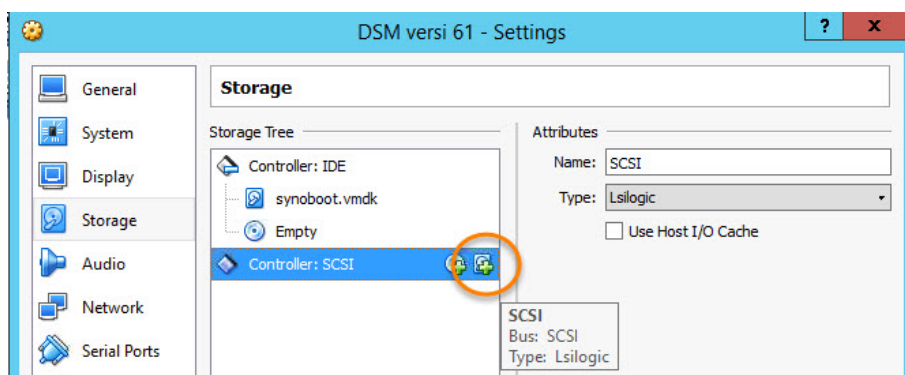 DSM versi 61 - Settings
?
x
General
System
Display
Storage
Audio
Network
Serial Ports
Storage
Storage Tree
Controller: IDE
synoboot.vmdk
Empty
Controller: SCSI
Attributes
Name: SCSI
Type: Lsilogic
Use Host I/O Cache
SCSI
Bus: SCSI
Type: Lsilogic